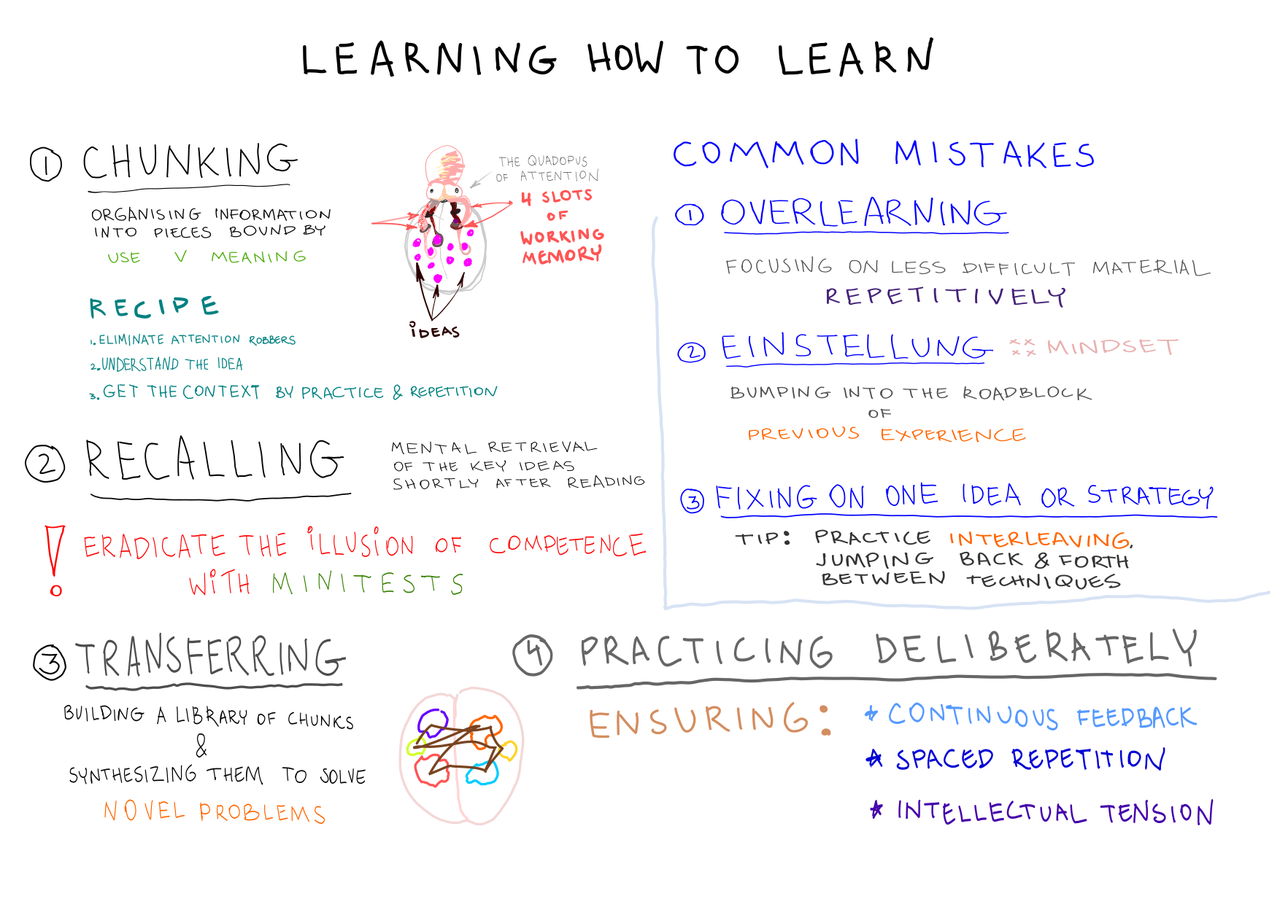 LEARNING HOW TO LEARN
① CHUNKING
ORGANISING INFORMATION
INTO PIECES BOUND BY
USE V MEANING
RECIPE
1. ELIMINATE ATTENTION ROBBERS
2. UNDERSTAND THE IDEA
3. GET THE CONTEXT BY PRACTICE & REPETITION
THE QUADOPUS
OF ATTENTION
4 SLOTS
OF
WORKING
MEMORY
IDEAS
② RECALLING
MENTAL RETRIEVAL
OF THE KEY IDEAS
SHORTLY AFTER READING
! ERADICATE THE ILLUSION OF COMPETENCE
WITH MINITESTS
③ TRANSFERRING
BUILDING A LIBRARY OF CHUNKS
&
SYNTHESIZING THEM TO SOLVE
NOVEL PROBLEMS
COMMON MISTAKES
① OVERLEARNING
FOCUSING ON LESS DIFFICULT MATERIAL
REPETITIVELY
② EINSTELLUNG :: MINDSET
BUMPING INTO THE ROADBLOCK
OF
PREVIOUS EXPERIENCE
③ FIXING ON ONE IDEA OR STRATEGY
TIP: PRACTICE INTERLEAVING,
JUMPING BACK & FORTH
BETWEEN TECHNIQUES
④ PRACTICING DELIBERATELY
ENSURING: * CONTINUOUS FEEDBACK
* SPACED REPETITION
* INTELLECTUAL TENSION